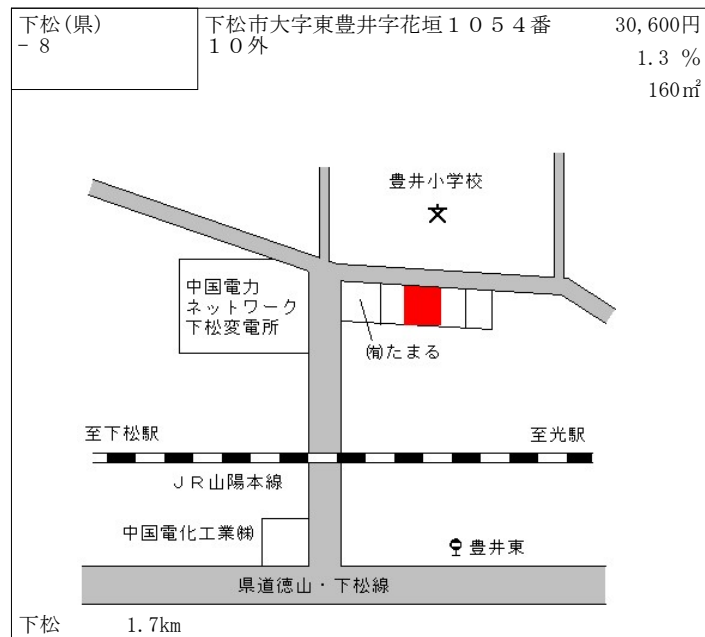 下松(県)
－８
下松市大字東豊井字花垣１０５４番
１０外
30,600円
1.3 %
160㎡
豊井小学校
中国電力
ネットワーク
下松変電所
㈲たまる
至下松駅
至光駅
ＪＲ山陽本線
中国電化工業㈱
豊井東
県道徳山・下松線
下松 1.7km